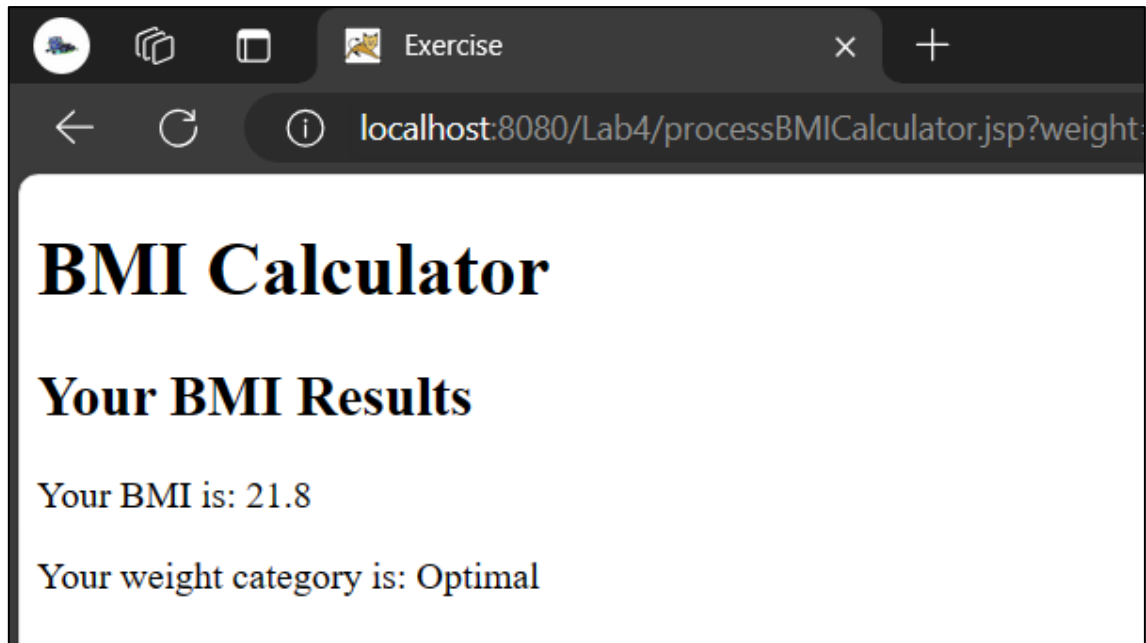 Exercise
localhost:8080/Lab4/processBMICalculator.jsp?weight
BMI Calculator
Your BMI Results
Your BMI is: 21.8
Your weight category is: Optimal